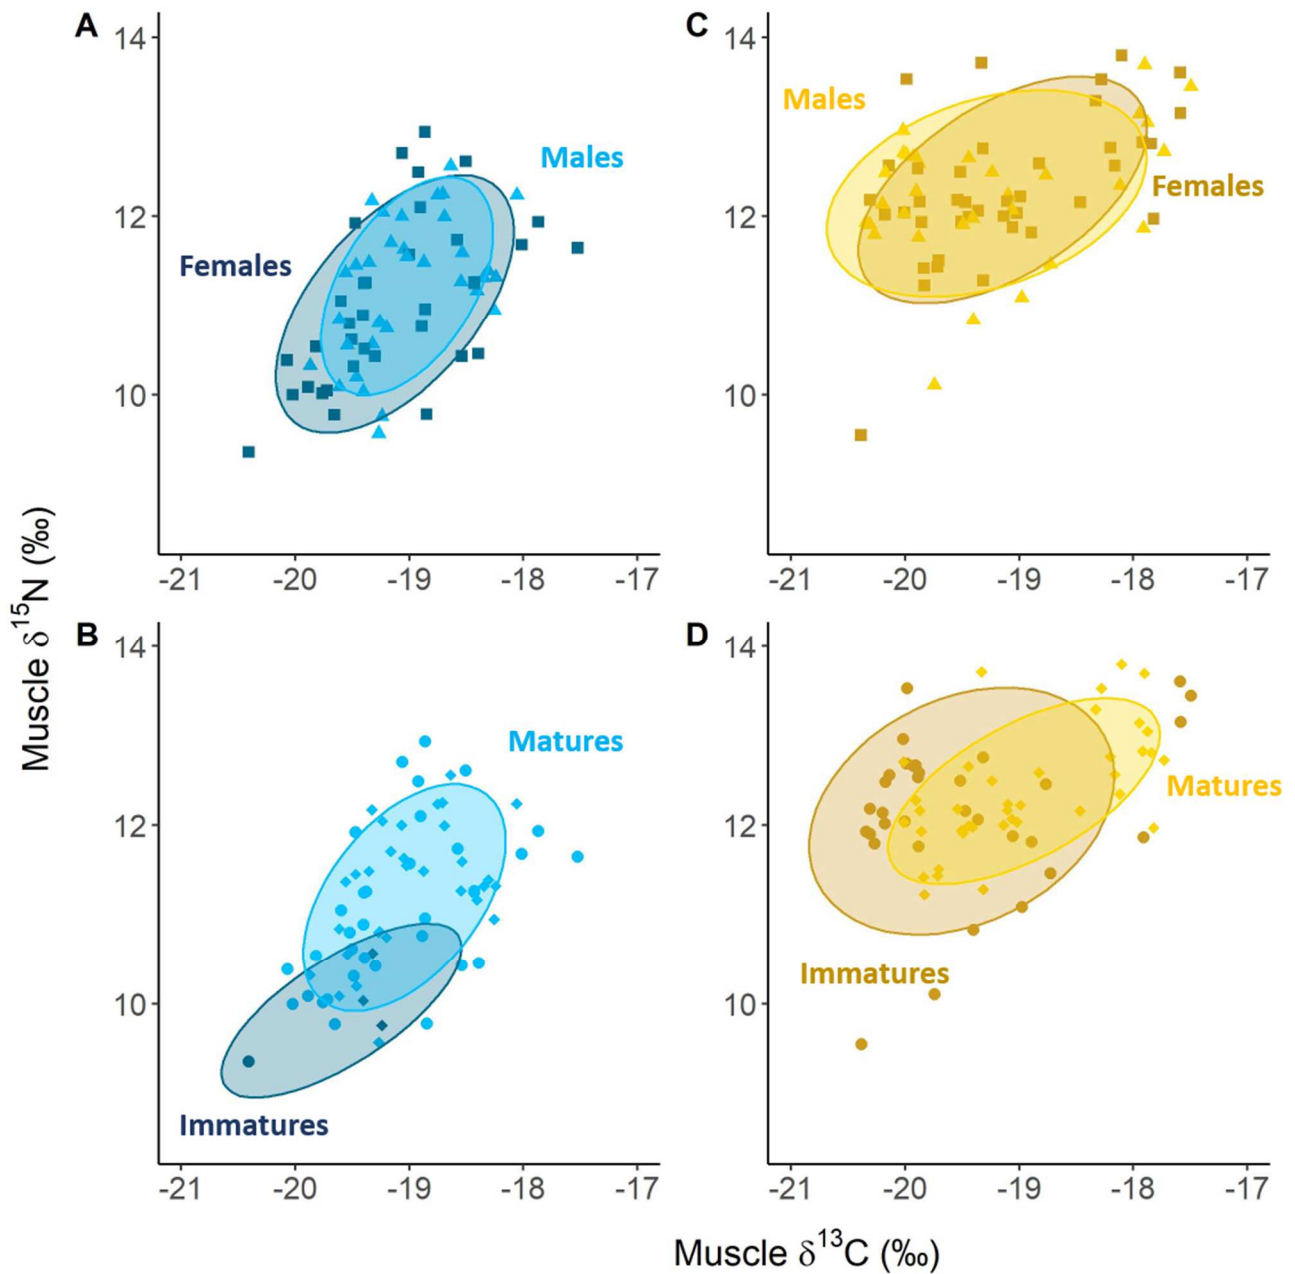 A
14
12
10
Males
Females
-21 -20 -19 -18 -17
C
14
12
10
Males
Females
-21 -20 -19 -18 -17
B
14
12
10
Matures
Immatures
-21 -20 -19 -18 -17
D
14
12
10
Matures
Immatures
-21 -20 -19 -18 -17
Muscle δ¹⁵N (‰)
Muscle δ¹³C (‰)